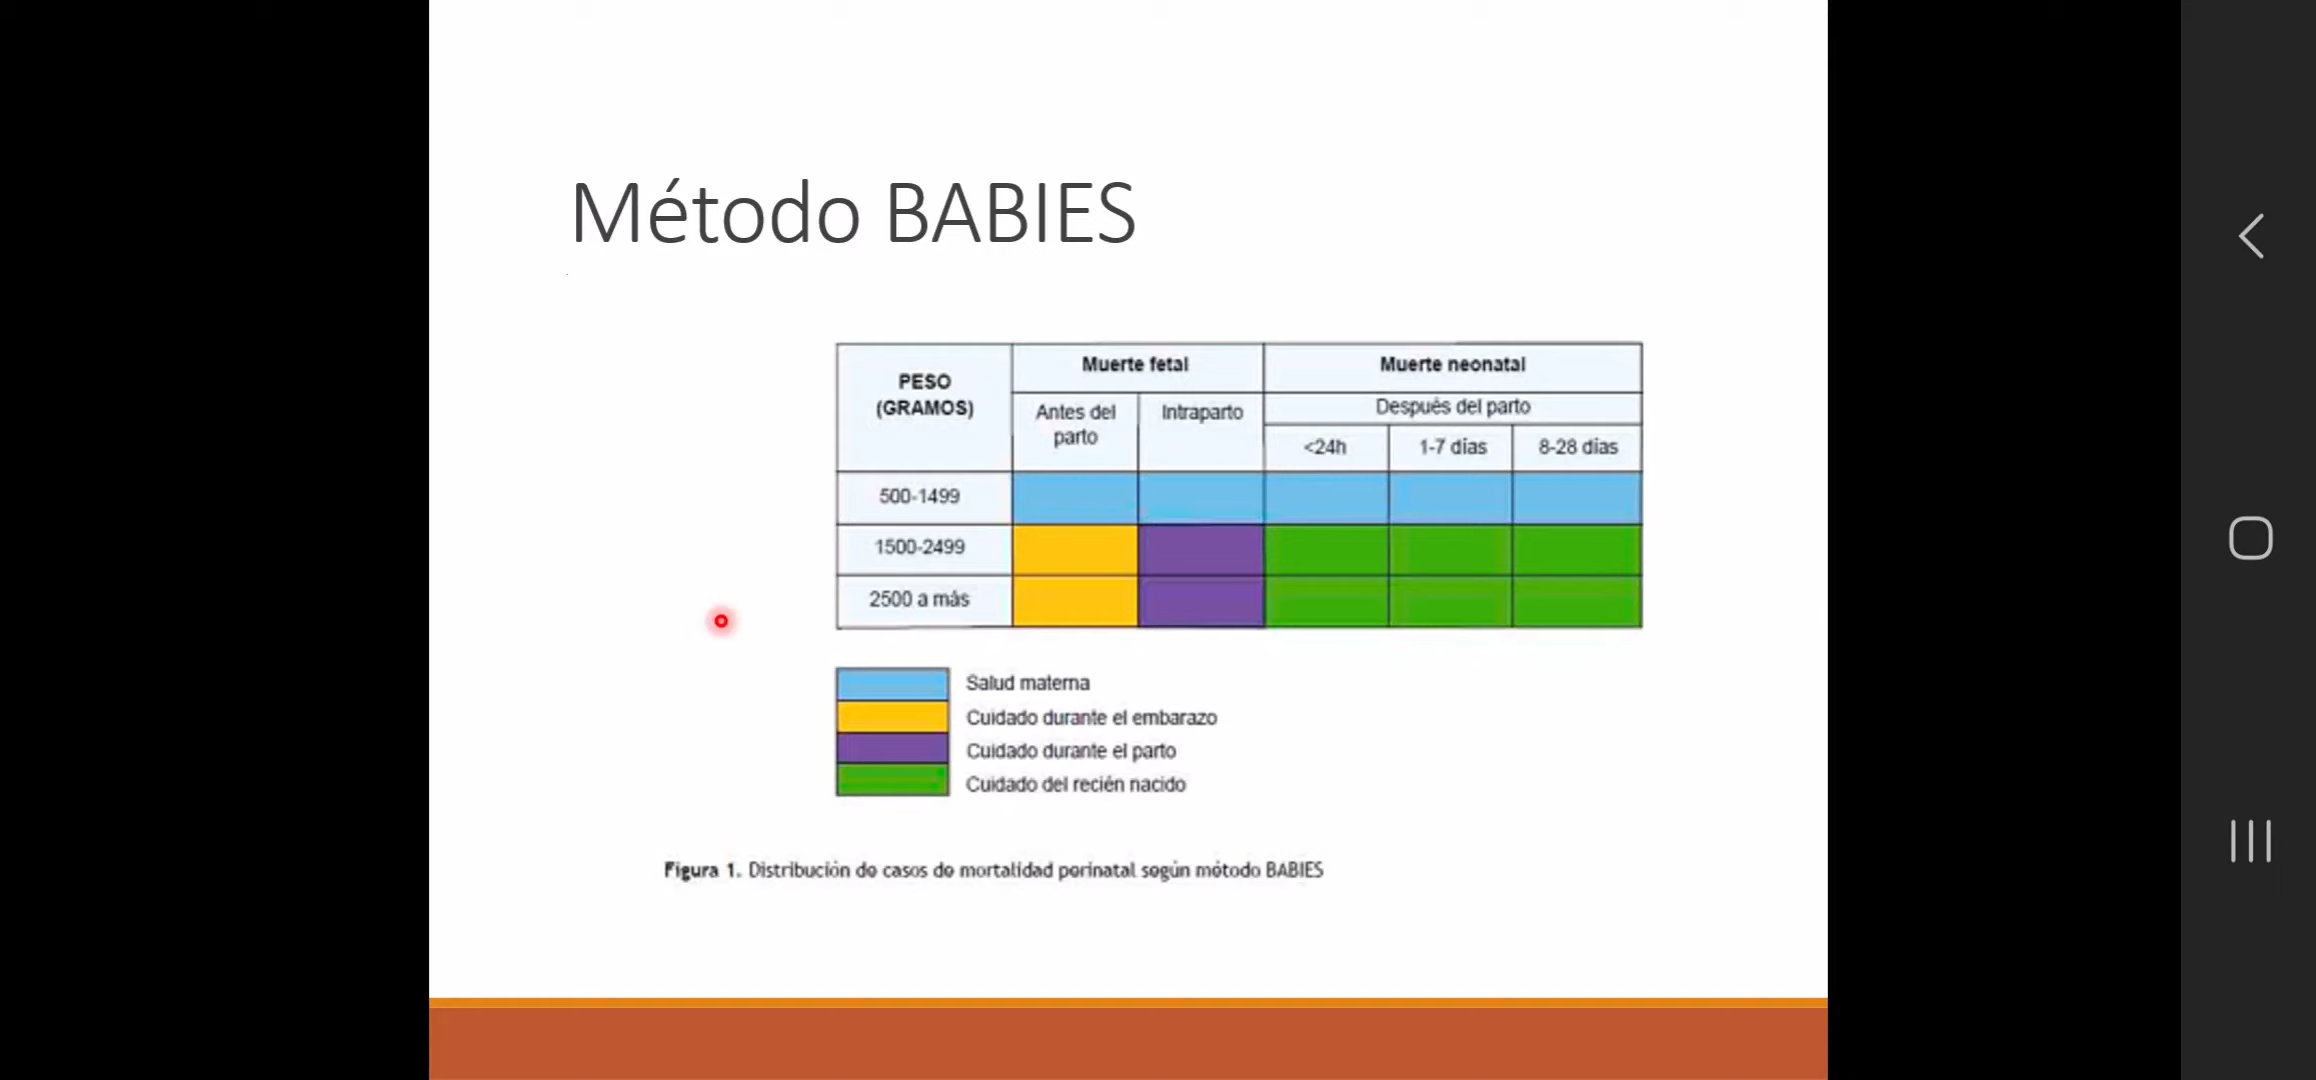 Método BABIES
PESO
(GRAMOS)
Muerte fetal
Muerte neonatal
Antes del
parto
Intraparto
Después del parto
<24h
1-7 días
8-28 días
500-1499
1500-2499
2500 a más
Salud materna
Cuidado durante el embarazo
Cuidado durante el parto
Cuidado del recién nacido
Figura 1. Distribución de casos de mortalidad perinatal según método BABIES